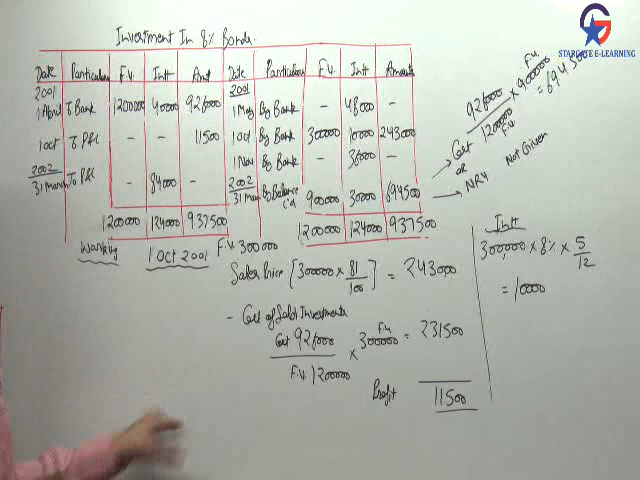 STARGATE E-LEARNING
Investment In 8% Bonds.
Date Particulars F.V. Intt Amt Date Particulars F.V. Intt Amount
2001 2001
1 April To Bank 1200000 40000 926000 1 May By Bank - 48000 -
1 Oct To P&L - - 11500 1 Oct By Bank 300000 10000 243000
1 Nov By Bank - 36000 -
2002 2002
31 March To P&L - 84000 - 31 March By Balance c/d 900000 30000 694500
1200000 124000 937500 1200000 124000 937500
926000 / 1200000 F.V. × 900000 F.V. = 694500
Cost
or
NRV Not Given
Working 1 Oct 2001 F.V. 300000
Sales Price [300000 × 81/100] = 243000
- Cost of Sold Investments
Cost 926000 / F.V. 1200000 × 300000 F.V. = 231500
Profit 11500
Intt
300,000 × 8% × 5/12
= 10000